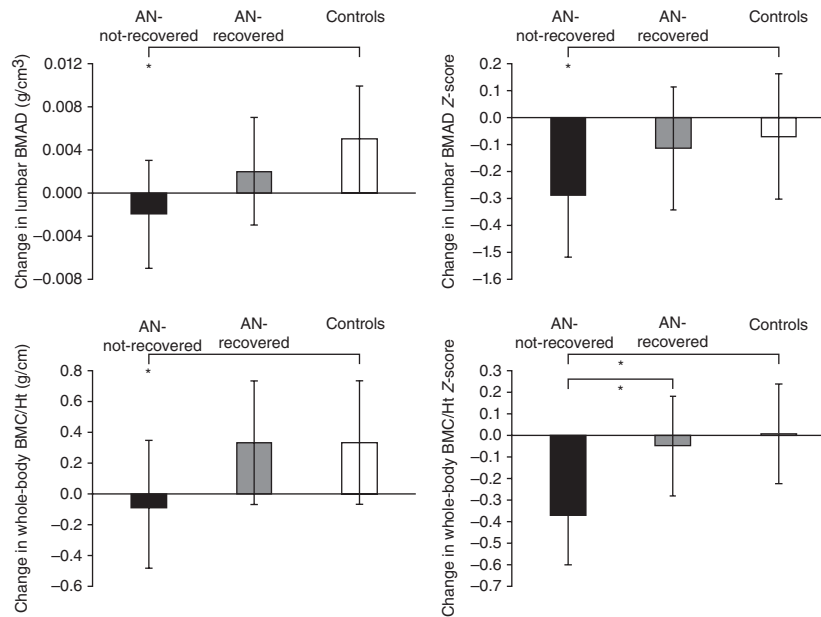 AN-
not-recovered
AN-
recovered
Controls
*
Change in lumbar BMAD (g/cm3)
0.012
0.008
0.004
0.000
–0.004
–0.008
AN-
not-recovered
AN-
recovered
Controls
*
Change in lumbar BMAD Z-score
0.2
0.1
0.0
–0.1
–0.2
–0.3
–0.4
–1.5
–1.6
AN-
not-recovered
AN-
recovered
Controls
*
Change in whole-body BMC/Ht (g/cm)
0.8
0.6
0.4
0.2
0.0
–0.2
–0.4
–0.6
AN-
not-recovered
AN-
recovered
Controls
*
*
Change in whole-body BMC/Ht Z-score
0.3
0.2
0.1
0.0
–0.1
–0.2
–0.3
–0.4
–0.5
–0.6
–0.7